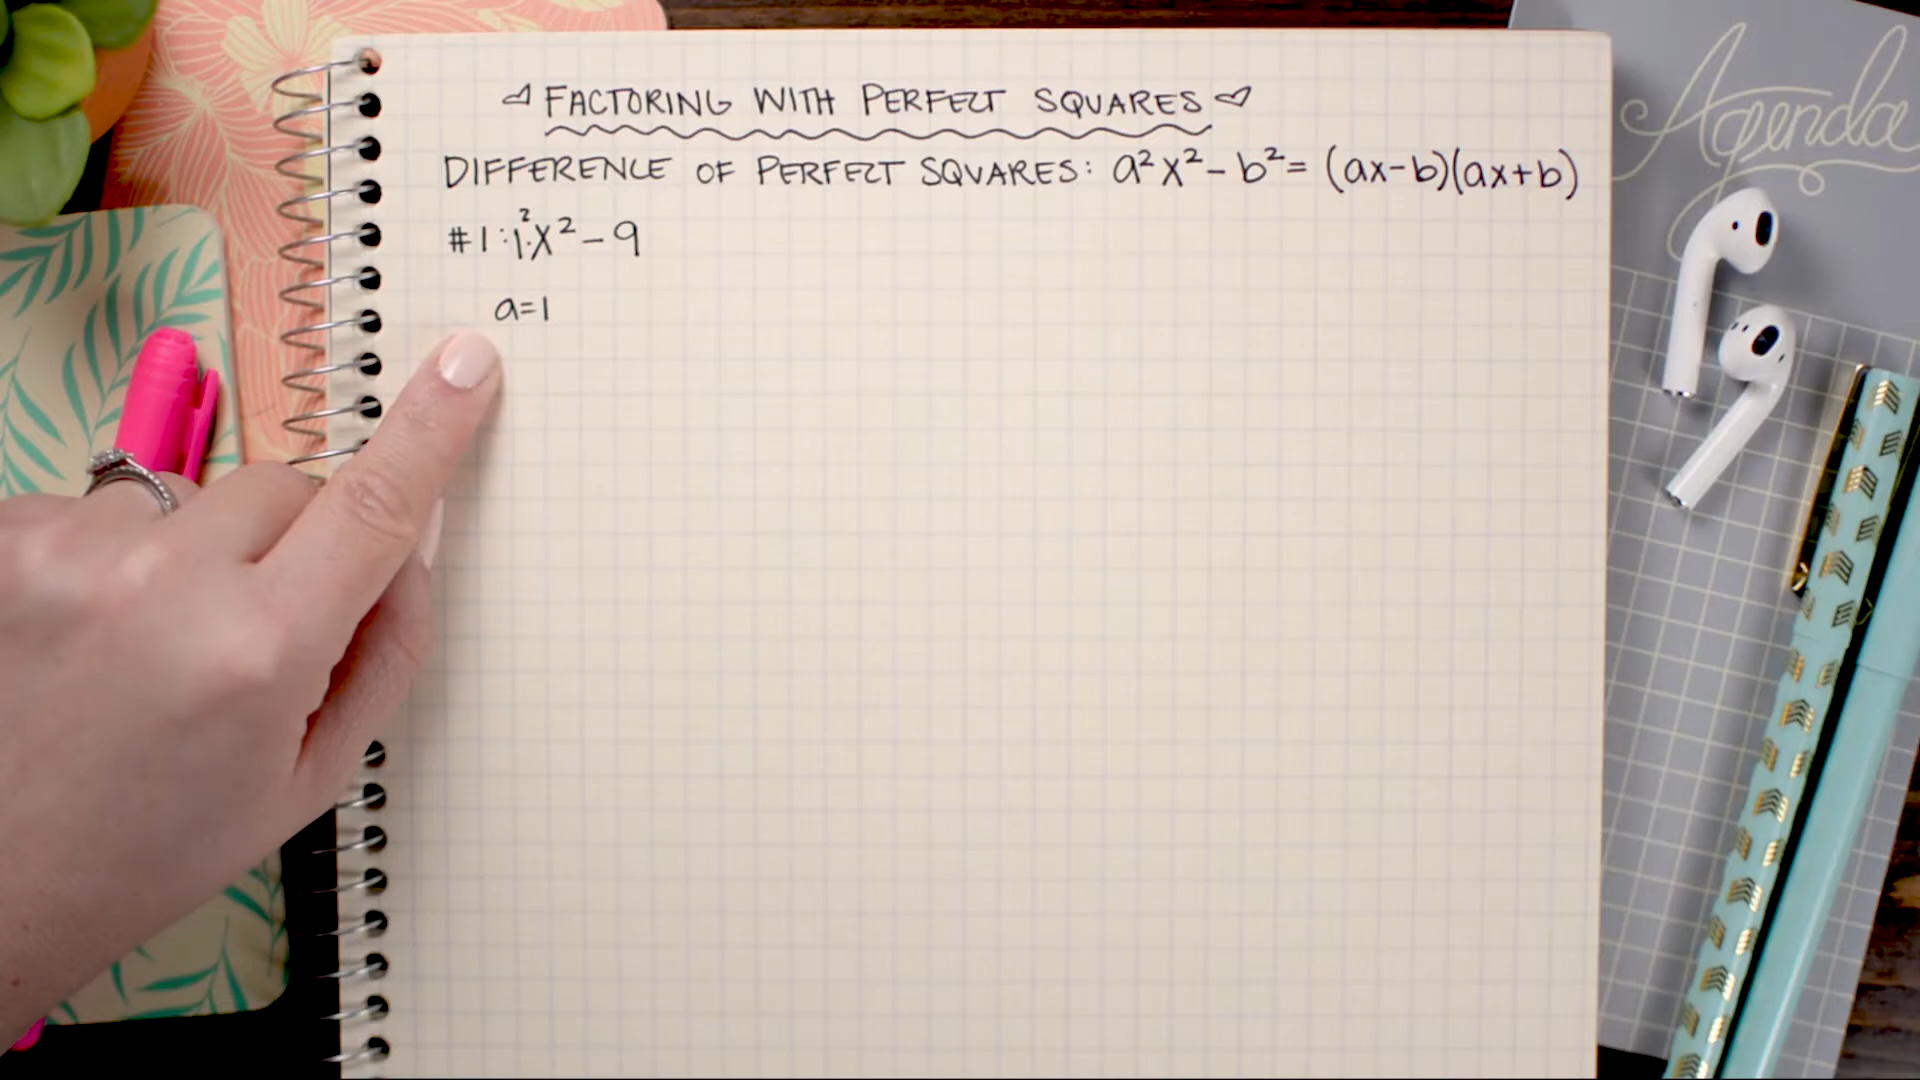 FACTORING WITH PERFECT SQUARES
DIFFERENCE OF PERFECT SQUARES: a²x² - b² = (ax-b)(ax+b)
#1: 1²·x² - 9
a=1
Agenda